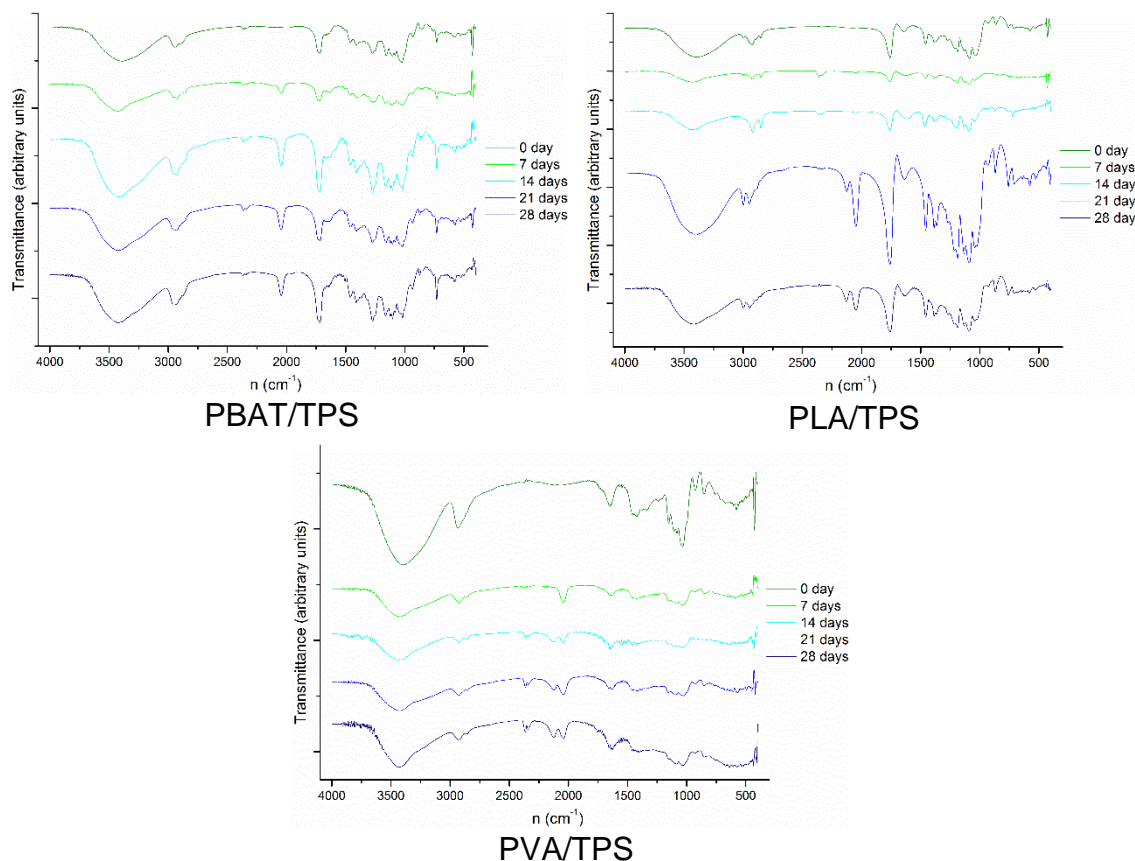 Transmittance (arbitrary units)
0 day
7 days
14 days
21 days
28 days
4000 3500 3000 2500 2000 1500 1000 500
n (cm⁻¹)
PBAT/TPS
Transmittance (arbitrary units)
0 day
7 days
14 day
21 day
28 day
4000 3500 3000 2500 2000 1500 1000 500
n (cm⁻¹)
PLA/TPS
Transmittance (arbitrary units)
0 day
7 days
14 days
21 days
28 days
4000 3500 3000 2500 2000 1500 1000 500
n (cm⁻¹)
PVA/TPS